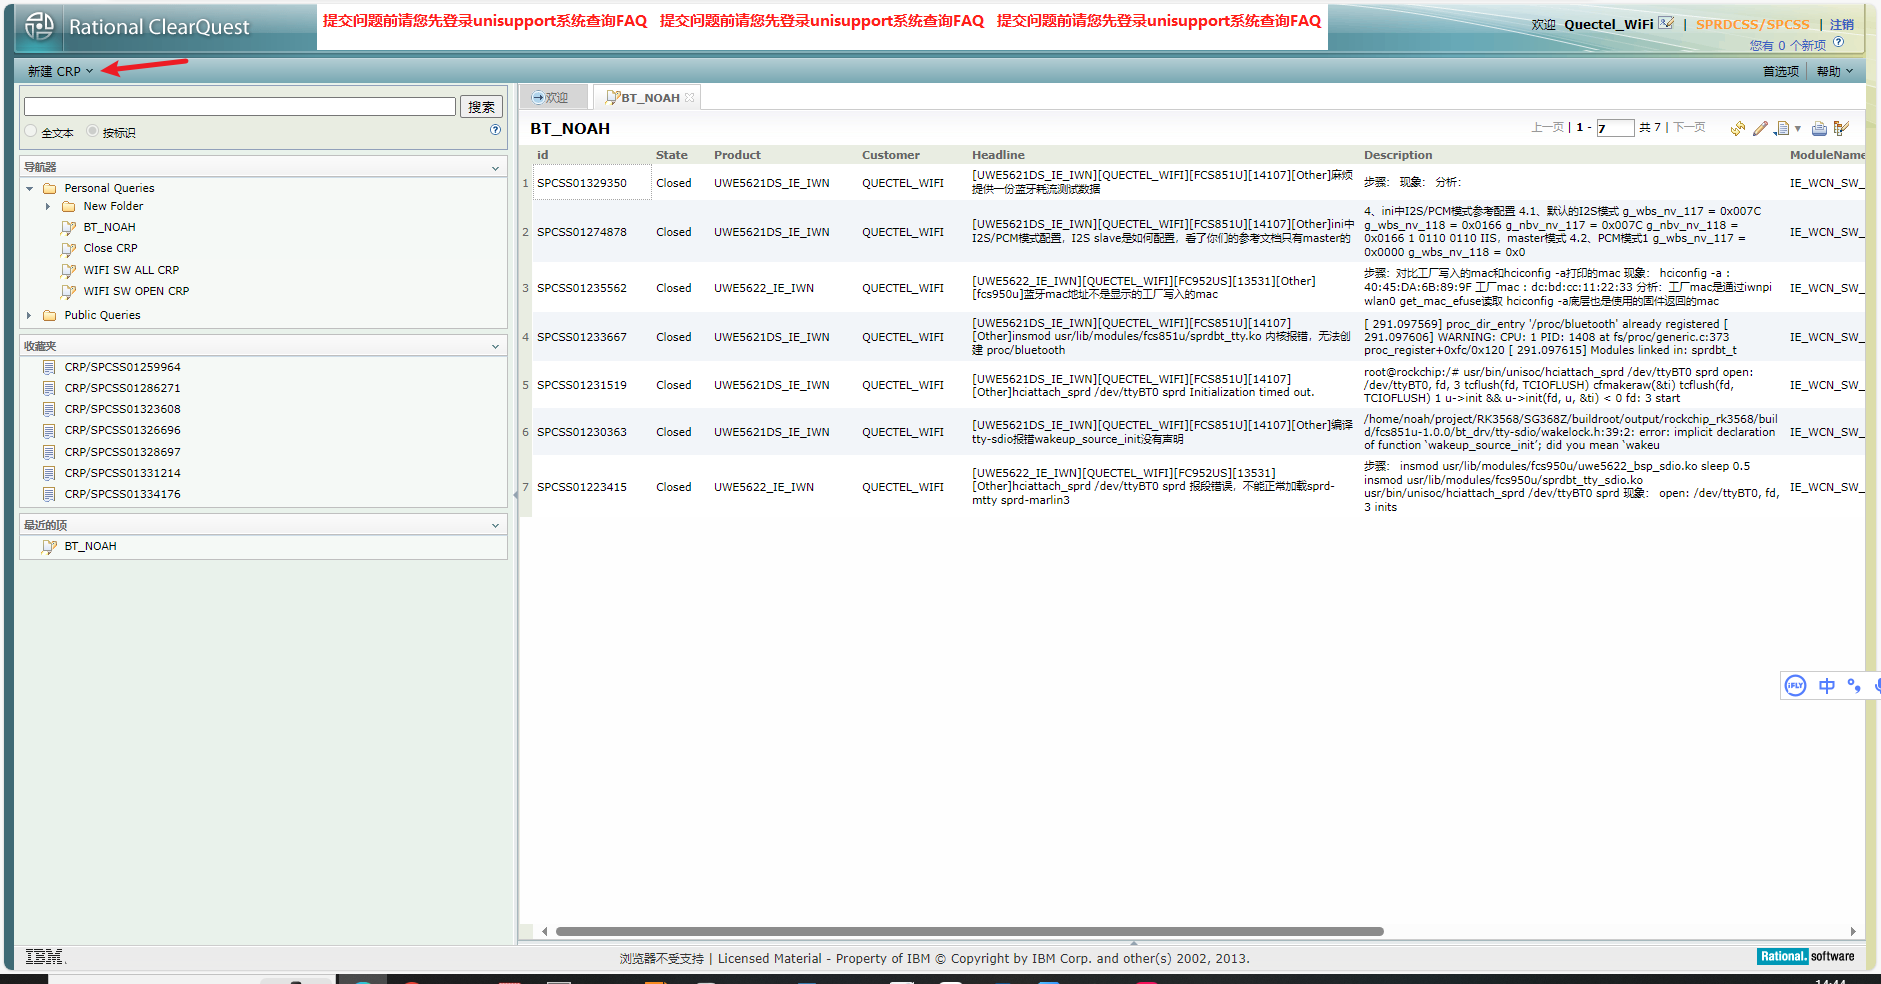 Rational ClearQuest
提交问题前请您先登录unisupport系统查询FAQ 提交问题前请您先登录unisupport系统查询FAQ 提交问题前请您先登录unisupport系统查询FAQ
欢迎 Quectel_WiFi | SPRDCSS/SPCSS | 注销
您有 0 个新项
新建 CRP
首选项 | 帮助
搜索
全文本 按标识
导航器
Personal Queries
New Folder
BT_NOAH
Close CRP
WIFI SW ALL CRP
WIFI SW OPEN CRP
Public Queries
收藏夹
CRP/SPCSS01259964
CRP/SPCSS01286271
CRP/SPCSS01323608
CRP/SPCSS01326696
CRP/SPCSS01328697
CRP/SPCSS01331214
CRP/SPCSS01334176
最近的项
BT_NOAH
欢迎 BT_NOAH
BT_NOAH
上一页 | 1 - 7 共 7 | 下一页
id State Product Customer Headline Description ModuleName
1 SPCSS01329350 Closed UWE5621DS_IE_IWN QUECTEL_WIFI
[UWE5621DS_IE_IWN][QUECTEL_WIFI][FCS851U][14107][Other]麻烦
提供一份蓝牙耗流测试数据
步骤： 现象： 分析：
IE_WCN_SW_
2 SPCSS01274878 Closed UWE5621DS_IE_IWN QUECTEL_WIFI
[UWE5621DS_IE_IWN][QUECTEL_WIFI][FCS851U][14107][Other]ini中
I2S/PCM模式配置，I2S slave是如何配置，看了你们的参考文档只有master的
4、ini中I2S/PCM模式参考配置 4.1、默认的I2S模式 g_wbs_nv_117 = 0x007C
g_wbs_nv_118 = 0x0166 g_nbv_nv_117 = 0x007C g_nbv_nv_118 =
0x0166 1 0110 0110 IIS，master模式 4.2、PCM模式1 g_wbs_nv_117 =
0x0000 g_wbs_nv_118 = 0x0
IE_WCN_SW_
3 SPCSS01235562 Closed UWE5622_IE_IWN QUECTEL_WIFI
[UWE5622_IE_IWN][QUECTEL_WIFI][FC952US][13531][Other]
[fcs950u]蓝牙mac地址不是显示的工厂写入的mac
步骤：对比工厂写入的mac和hciconfig -a打印的mac 现象： hciconfig -a：
40:45:DA:6B:89:9F 工厂mac：dc:bd:cc:11:22:33 分析：工厂mac是通过iwnpi
wlan0 get_mac_efuse读取 hciconfig -a底层也是使用的固件返回的mac
IE_WCN_SW_
4 SPCSS01233667 Closed UWE5621DS_IE_IWN QUECTEL_WIFI
[UWE5621DS_IE_IWN][QUECTEL_WIFI][FCS851U][14107]
[Other]insmod usr/lib/modules/fcs851u/sprdbt_tty.ko 内核报错，无法创
建 proc/bluetooth
[ 291.097569] proc_dir_entry '/proc/bluetooth' already registered [
291.097606] WARNING: CPU: 1 PID: 1408 at fs/proc/generic.c:373
proc_register+0xfc/0x120 [ 291.097615] Modules linked in: sprdbt_t
IE_WCN_SW_
5 SPCSS01231519 Closed UWE5621DS_IE_IWN QUECTEL_WIFI
[UWE5621DS_IE_IWN][QUECTEL_WIFI][FCS851U][14107]
[Other]hciattach_sprd /dev/ttyBT0 sprd Initialization timed out.
root@rockchip:/# usr/bin/unisoc/hciattach_sprd /dev/ttyBT0 sprd open:
/dev/ttyBT0, fd, 3 tcflush(fd, TCIOFLUSH) cfmakeraw(&ti) tcflush(fd,
TCIOFLUSH) 1 u->init && u->init(fd, u, &ti) < 0 fd: 3 start
IE_WCN_SW_
6 SPCSS01230363 Closed UWE5621DS_IE_IWN QUECTEL_WIFI
[UWE5621DS_IE_IWN][QUECTEL_WIFI][FCS851U][14107][Other]编译
tty-sdio报错wakeup_source_init没有声明
/home/noah/project/RK3568/SG368Z/buildroot/output/rockchip_rk3568/buil
d/fcs851u-1.0.0/bt_drv/tty-sdio/wakelock.h:39:2: error: implicit declaration
of function ‘wakeup_source_init’; did you mean ‘wakeu
IE_WCN_SW_
7 SPCSS01223415 Closed UWE5622_IE_IWN QUECTEL_WIFI
[UWE5622_IE_IWN][QUECTEL_WIFI][FC952US][13531]
[Other]hciattach_sprd /dev/ttyBT0 sprd 报段错误，不能正常加载sprd-
mtty sprd-marlin3
步骤： insmod usr/lib/modules/fcs950u/uwe5622_bsp_sdio.ko sleep 0.5
insmod usr/lib/modules/fcs950u/sprdbt_tty_sdio.ko
usr/bin/unisoc/hciattach_sprd /dev/ttyBT0 sprd 现象： open: /dev/ttyBT0, fd,
3 inits
IE_WCN_SW_
iFLY 中
IBM.
浏览器不受支持 | Licensed Material - Property of IBM © Copyright by IBM Corp. and other(s) 2002, 2013.
Rational. software